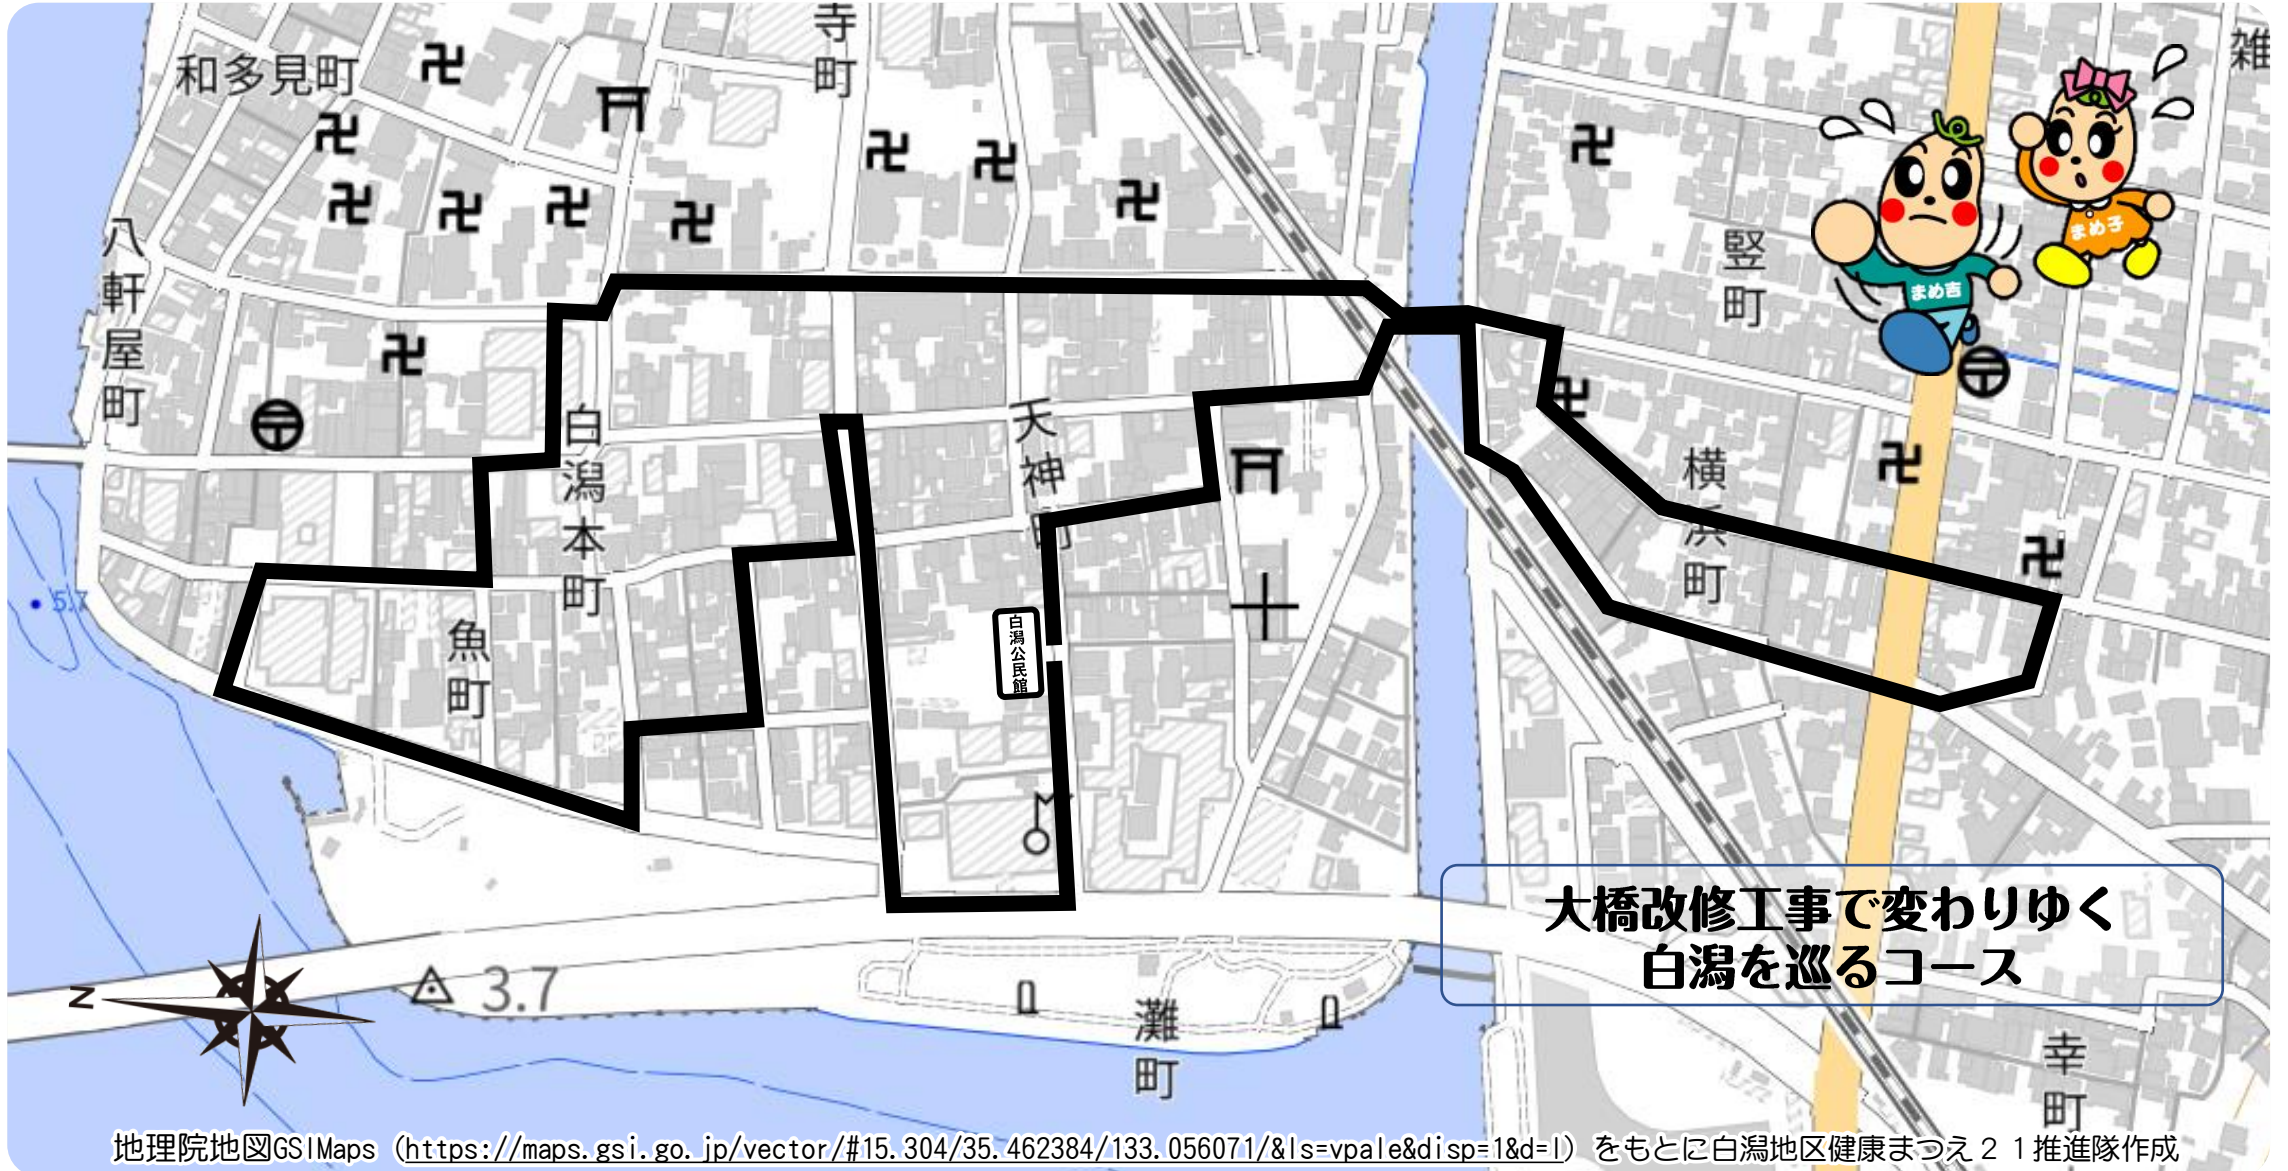 和多見町
寺町
雑
八軒屋町
竪町
まめ子
まめ吉
白潟本町
天神町
横浜町
魚町
白潟公民館
5.7
3.7
灘町
幸町
N
大橋改修工事で変わりゆく
白潟を巡るコース
地理院地図GSIMaps（https://maps.gsi.go.jp/vector/#15.304/35.462384/133.056071/&ls=vpale&disp=1&d=l）をもとに白潟地区健康まつえ２１推進隊作成